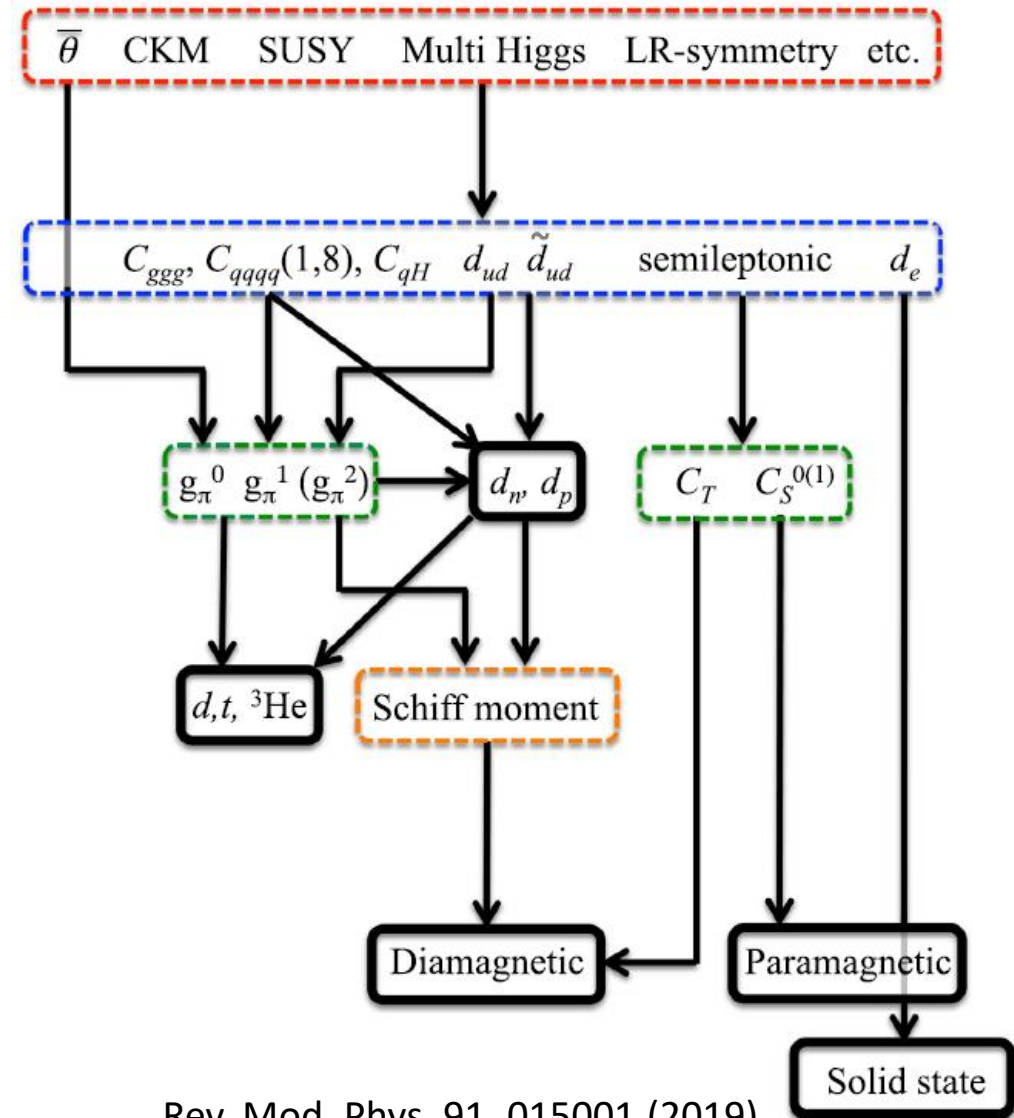 θ̅ CKM SUSY Multi Higgs LR-symmetry etc.
C_ggg, C_qqqq(1,8), C_qH d_ud d̃_ud semileptonic d_e
g_π^0 g_π^1 (g_π^2)
d_n, d_p
C_T C_S^0(1)
d,t, ³He
Schiff moment
Diamagnetic
Paramagnetic
Solid state
Rev. Mod. Phys. 91, 015001 (2019)